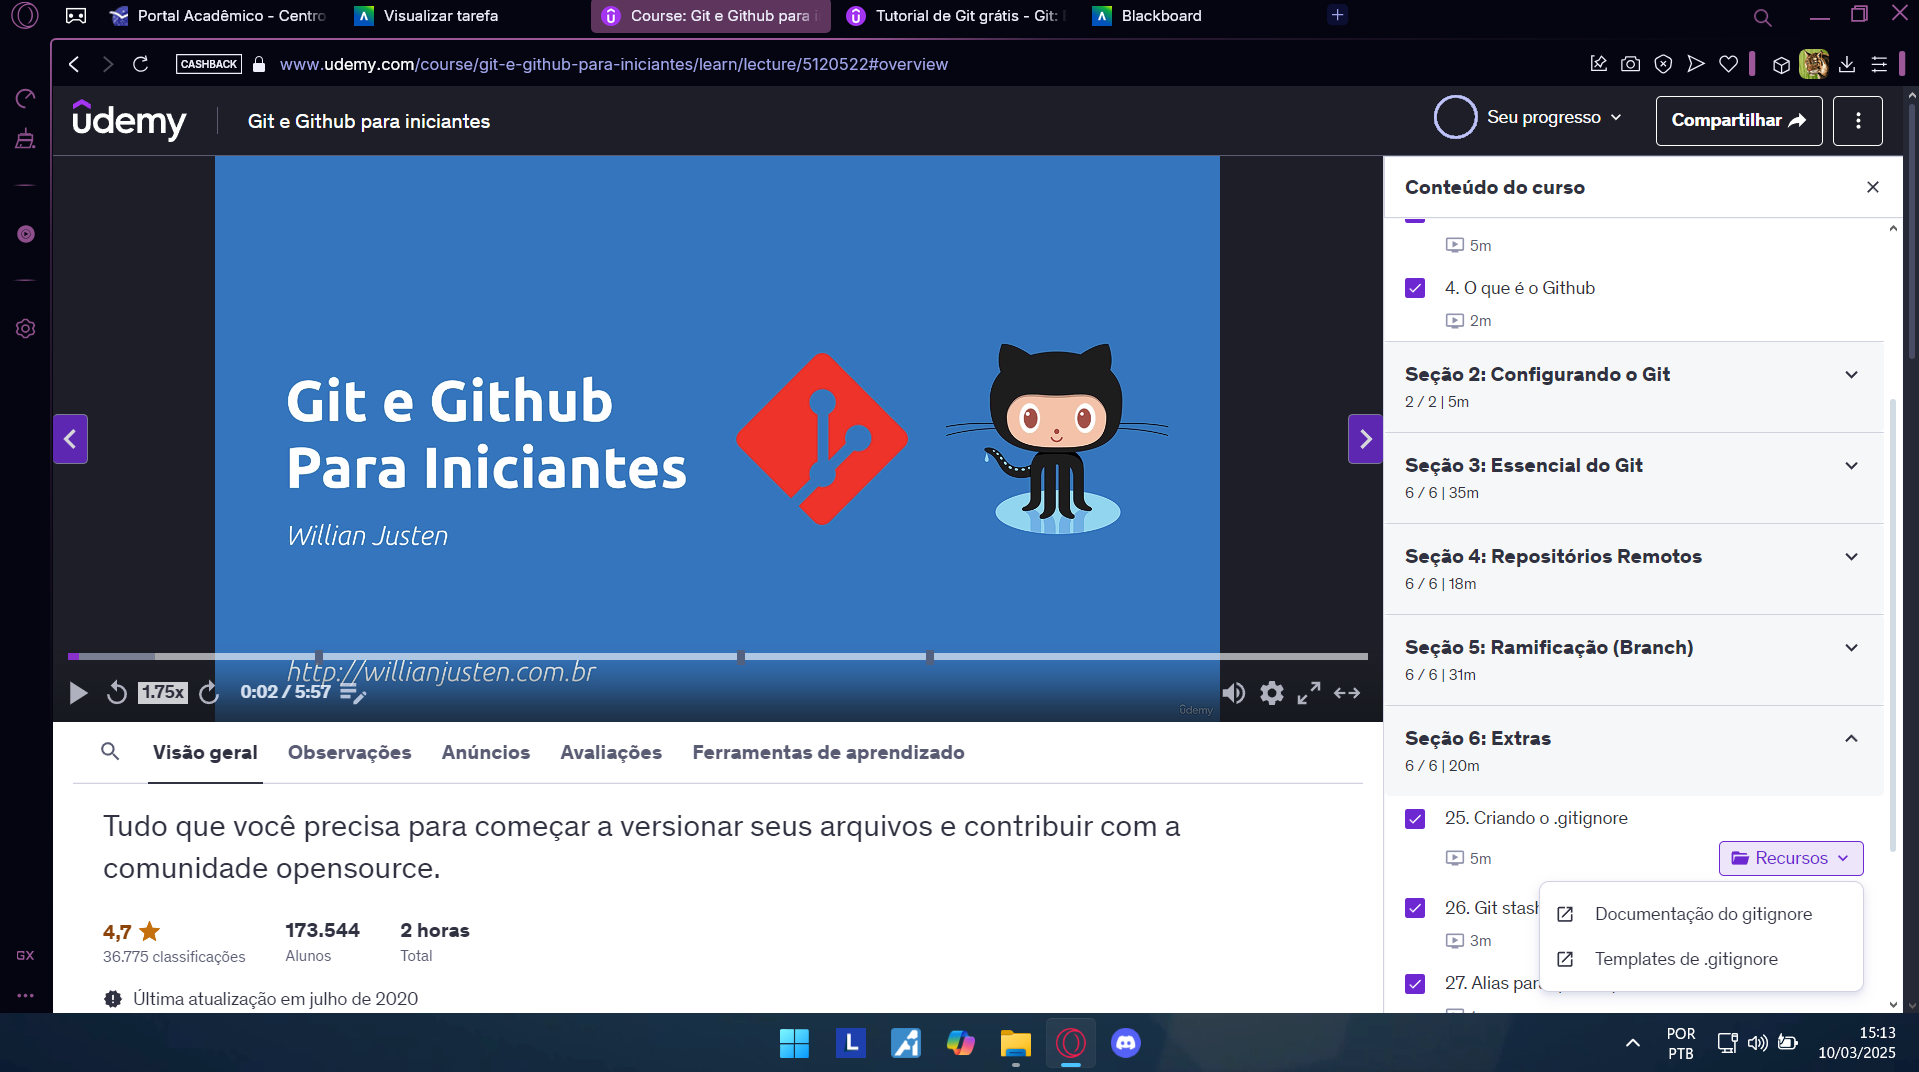 Portal Acadêmico - Centro
Visualizar tarefa
Course: Git e Github para i
Tutorial de Git grátis - Git:
Blackboard
CASHBACK
www.udemy.com/course/git-e-github-para-iniciantes/learn/lecture/5120522#overview
udemy
Git e Github para iniciantes
Seu progresso
Compartilhar
Git e Github
Para Iniciantes
Willian Justen
http://willianjusten.com.br
1.75x
0:02 / 5:57
udemy
Visão geral
Observações
Anúncios
Avaliações
Ferramentas de aprendizado
Tudo que você precisa para começar a versionar seus arquivos e contribuir com a
comunidade opensource.
4,7
36.775 classificações
173.544
Alunos
2 horas
Total
Última atualização em julho de 2020
Conteúdo do curso
5m
4. O que é o Github
2m
Seção 2: Configurando o Git
2 / 2 | 5m
Seção 3: Essencial do Git
6 / 6 | 35m
Seção 4: Repositórios Remotos
6 / 6 | 18m
Seção 5: Ramificação (Branch)
6 / 6 | 31m
Seção 6: Extras
6 / 6 | 20m
25. Criando o .gitignore
5m
Recursos
Documentação do gitignore
Templates de .gitignore
26. Git stash
3m
27. Alias para
GX
L
POR
PTB
15:13
10/03/2025